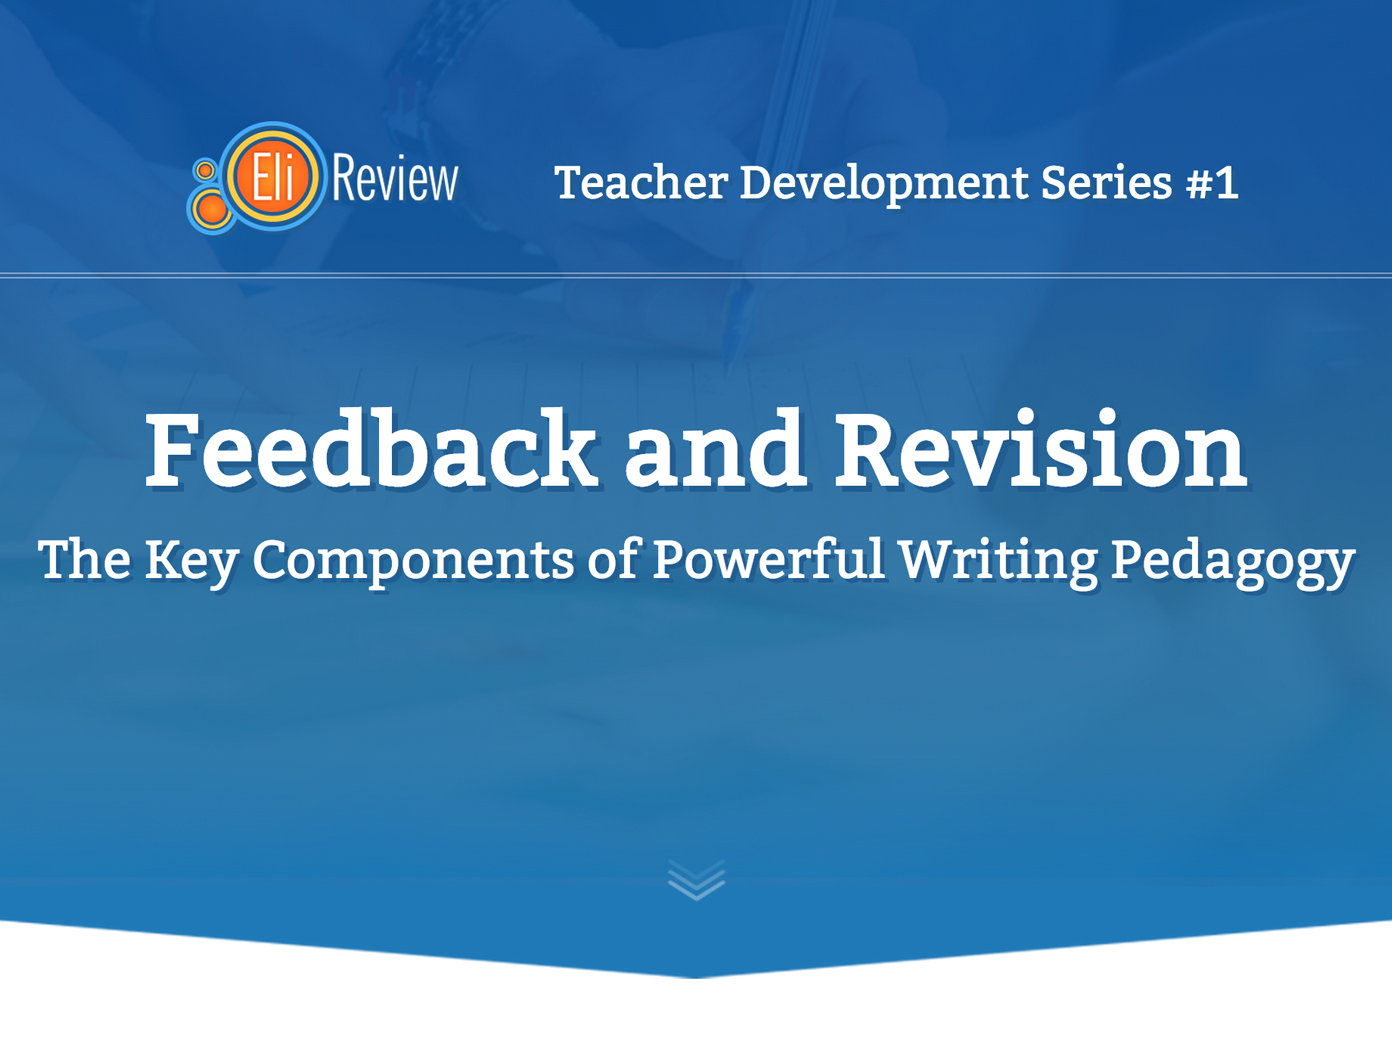 Eli Review
Teacher Development Series #1
Feedback and Revision
The Key Components of Powerful Writing Pedagogy